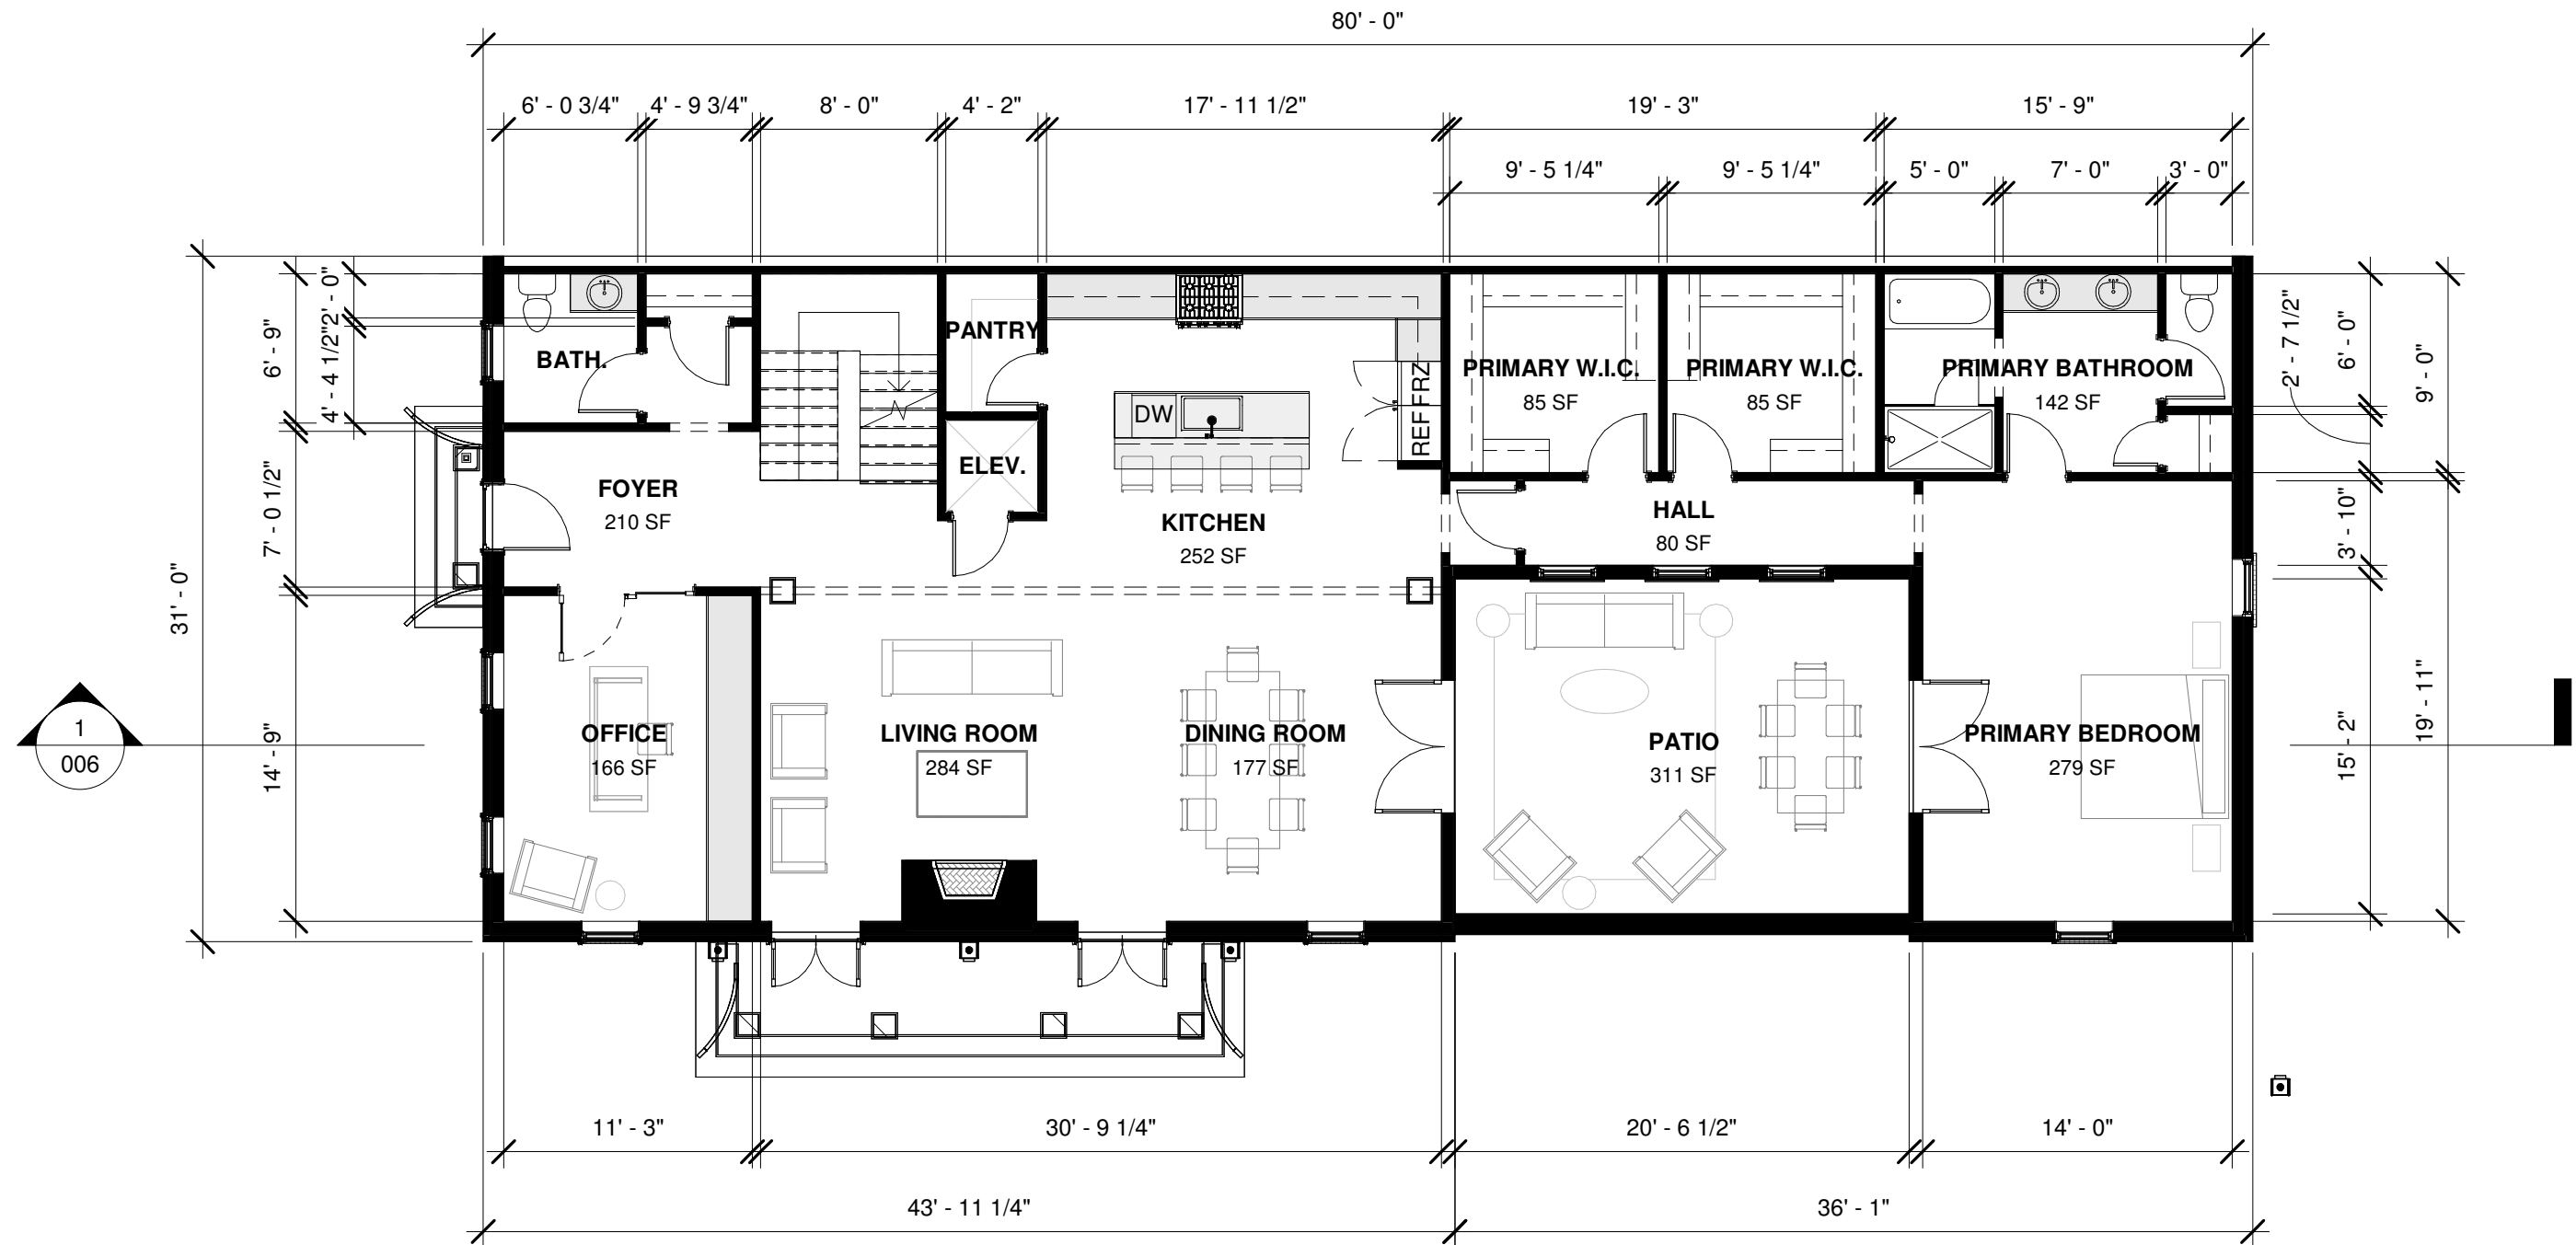 80' - 0"
6' - 0 3/4"
4' - 9 3/4"
8' - 0"
4' - 2"
17' - 11 1/2"
19' - 3"
15' - 9"
9' - 5 1/4"
9' - 5 1/4"
5' - 0"
7' - 0"
3' - 0"
31' - 0"
6' - 9"
7' - 0 1/2"
14' - 9"
2' - 0"
4' - 4 1/2"
BATH.
PANTRY
ELEV.
DW
REF
FRZ
FOYER
210 SF
KITCHEN
252 SF
PRIMARY W.I.C.
85 SF
PRIMARY W.I.C.
85 SF
PRIMARY BATHROOM
142 SF
HALL
80 SF
OFFICE
166 SF
LIVING ROOM
284 SF
DINING ROOM
177 SF
PATIO
311 SF
PRIMARY BEDROOM
279 SF
2' - 7 1/2"
6' - 0"
9' - 0"
3' - 10"
15' - 2"
19' - 11"
1
006
11' - 3"
30' - 9 1/4"
20' - 6 1/2"
14' - 0"
43' - 11 1/4"
36' - 1"